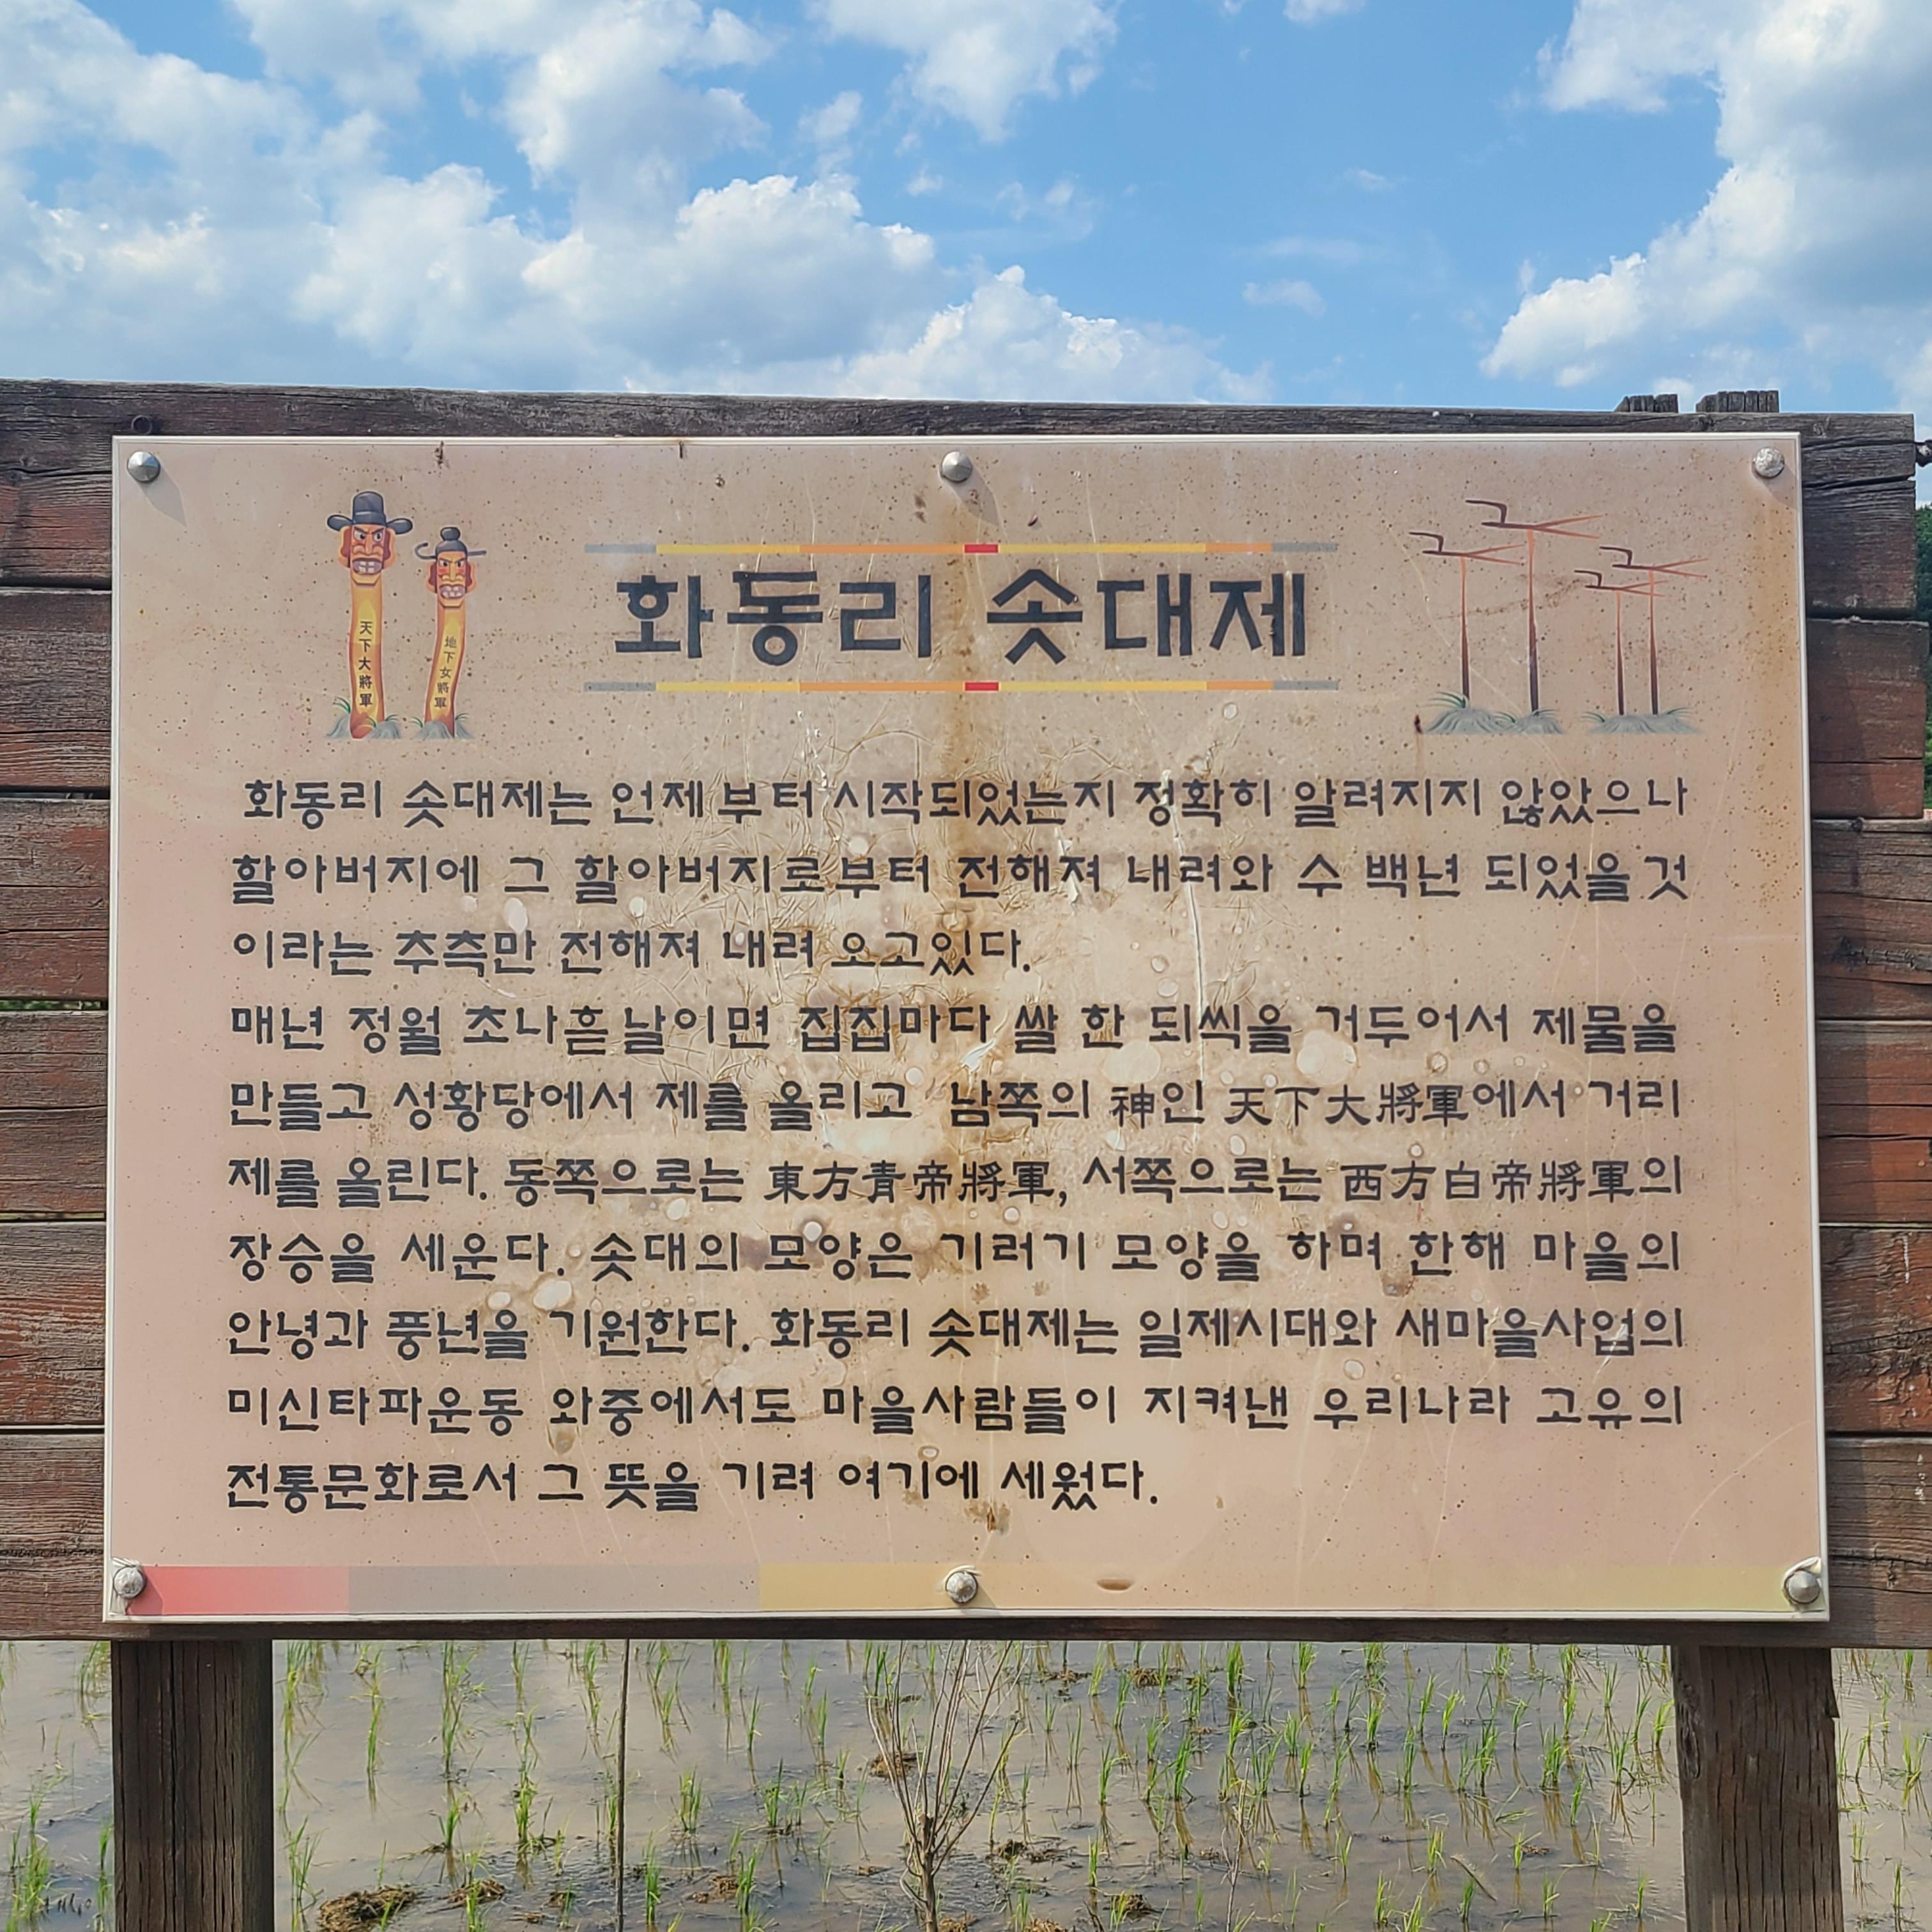 天下大將軍
地下女將軍
화동리 솟대제
화동리 솟대제는 언제부터 시작되었는지 정확히 알려지지 않았으나
할아버지에 그 할아버지로부터 전해져 내려와 수 백년 되었을것
이라는 추측만 전해져 내려 오고있다.
매년 정월 초나흗날이면 집집마다 쌀 한 되씩을 거두어서 제물을
만들고 성황당에서 제를 올리고 남쪽의 神인 天下大將軍에서 거리
제를 올린다. 동쪽으로는 東方青帝將軍, 서쪽으로는 西方白帝將軍의
장승을 세운다. 솟대의 모양은 기러기 모양을 하며 한해 마을의
안녕과 풍년을 기원한다. 화동리 솟대제는 일제시대와 새마을사업의
미신타파운동 와중에서도 마을사람들이 지켜낸 우리나라 고유의
전통문화로서 그 뜻을 기려 여기에 세웠다.